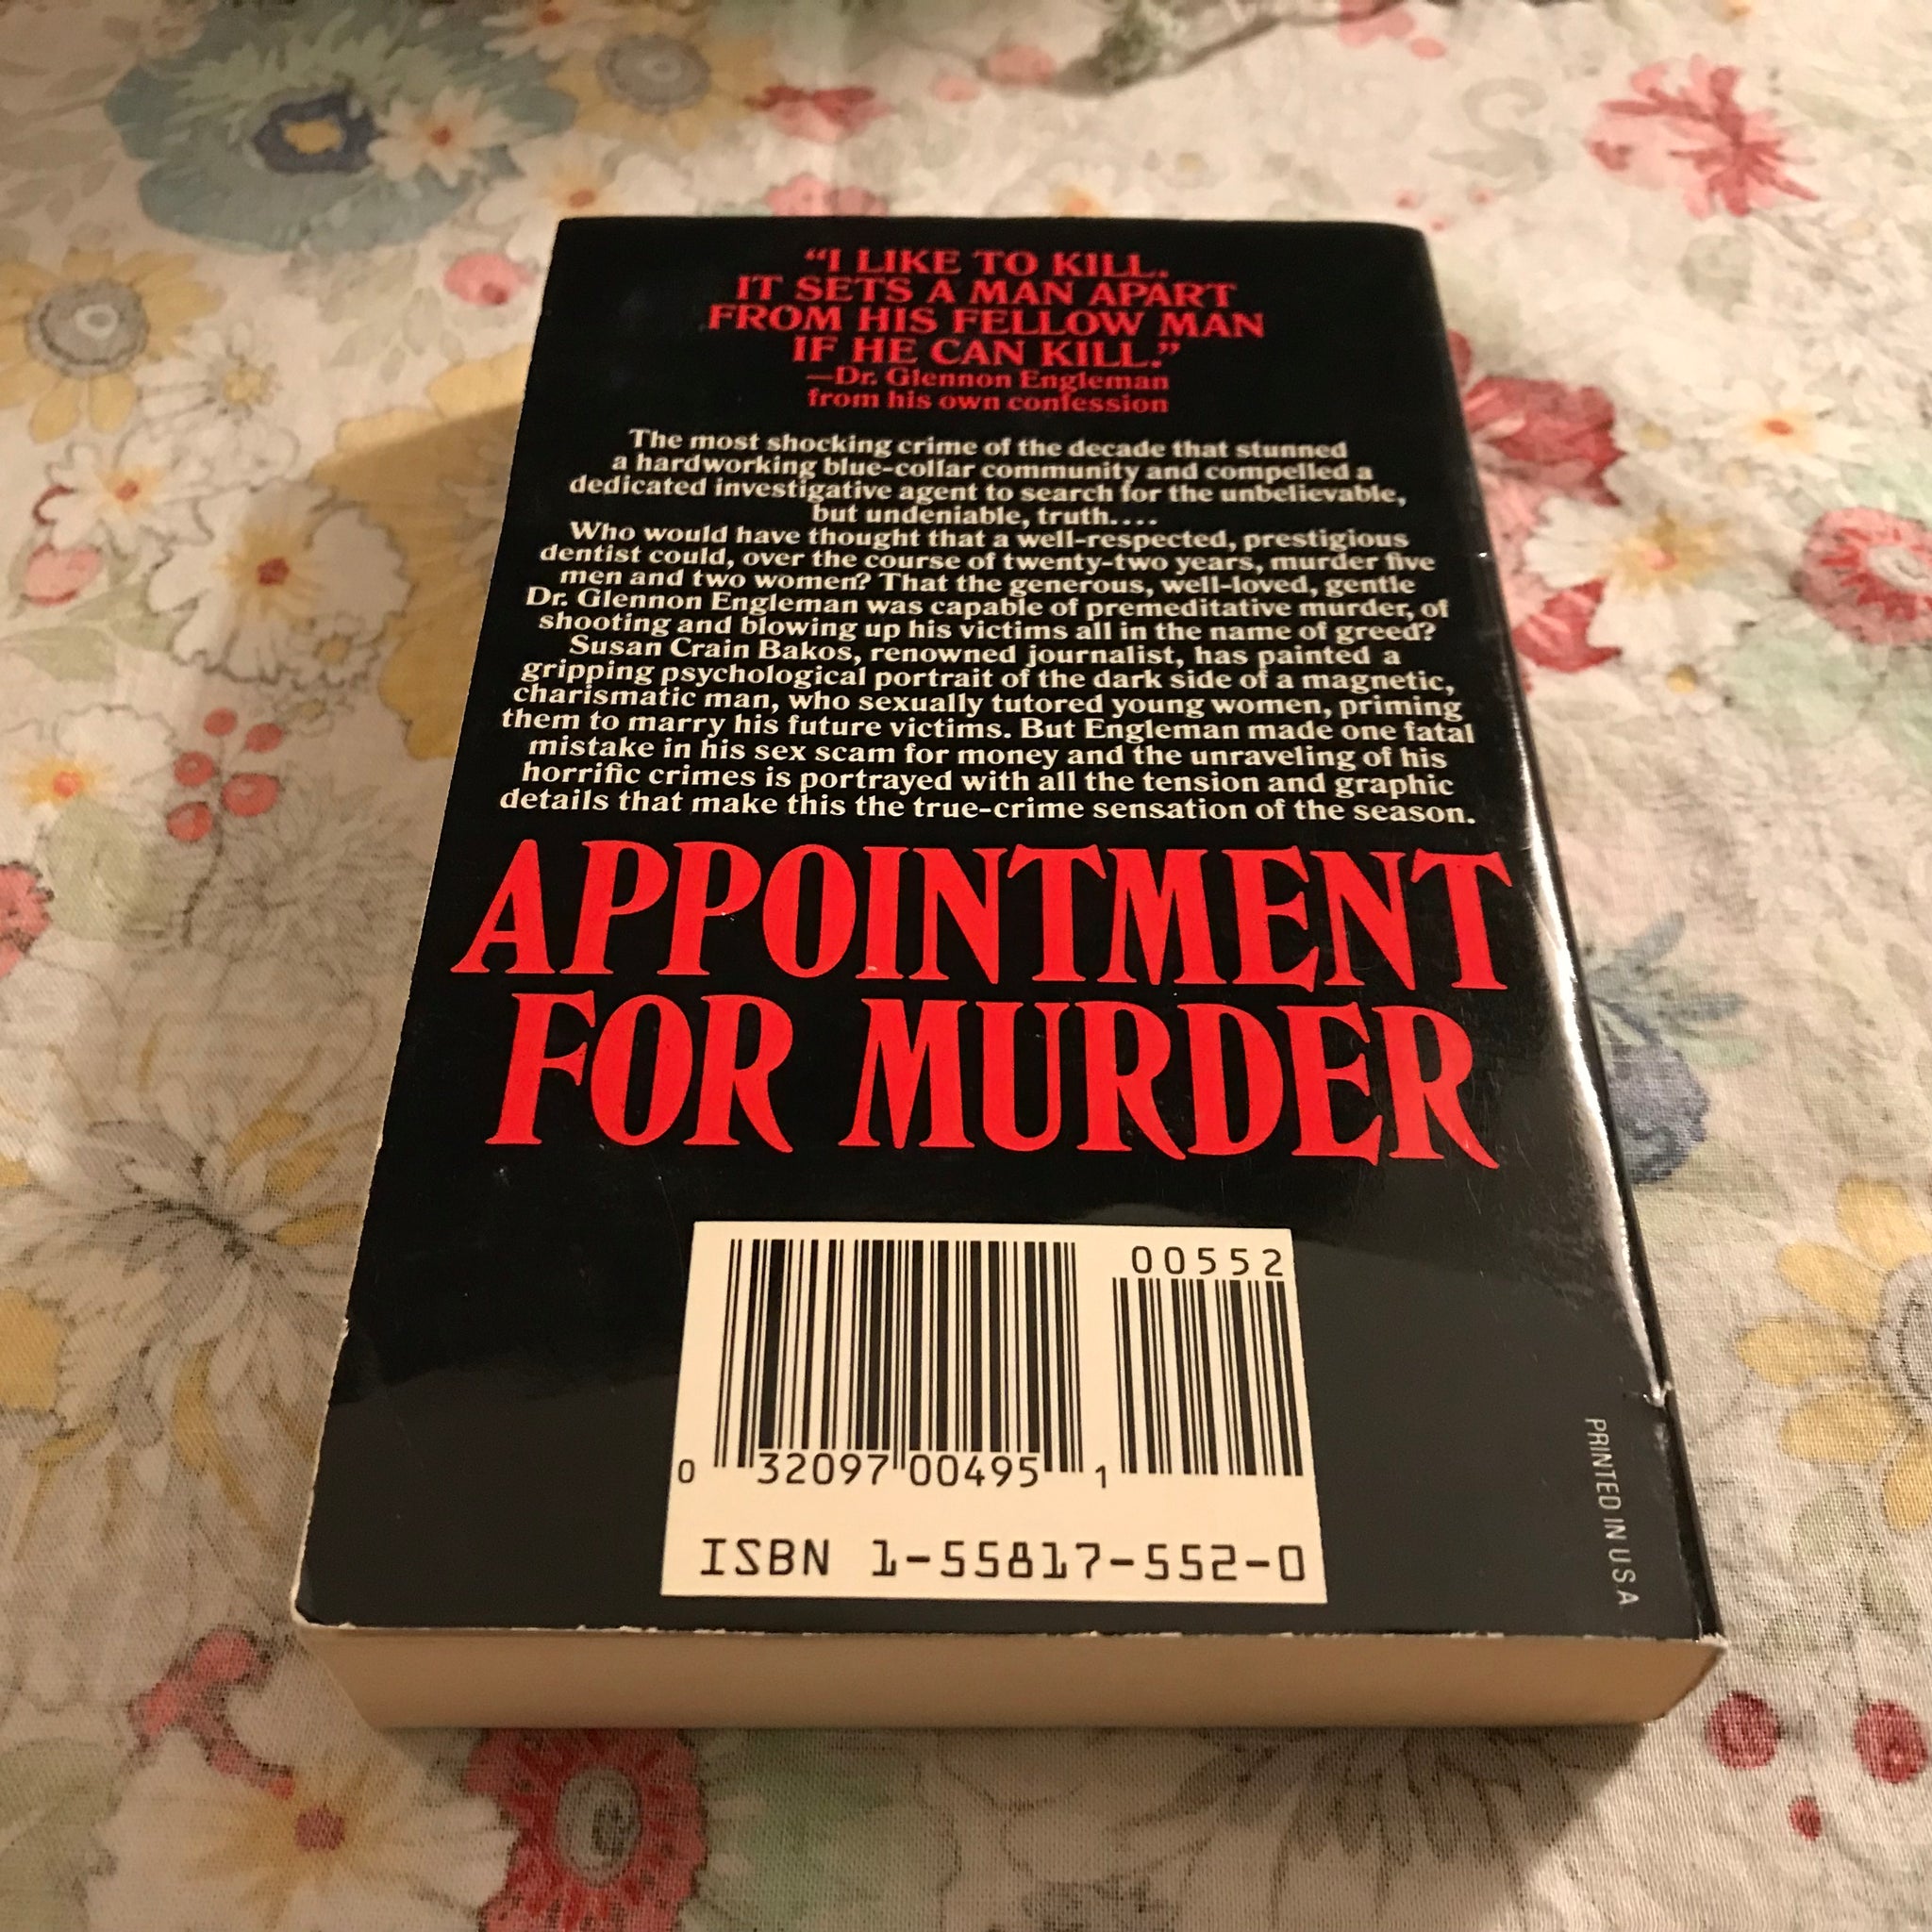 “I LIKE TO KILL.
IT SETS A MAN APART
FROM HIS FELLOW MAN
IF HE CAN KILL.”
—Dr. Glennon Engleman
from his own confession
The most shocking crime of the decade that stunned
a hardworking blue-collar community and compelled a
dedicated investigative agent to search for the unbelievable,
but undeniable, truth....
Who would have thought that a well-respected, prestigious
dentist could, over the course of twenty-two years, murder five
men and two women? That the generous, well-loved, gentle
Dr. Glennon Engleman was capable of premeditative murder, of
shooting and blowing up his victims all in the name of greed?
Susan Crain Bakos, renowned journalist, has painted a
gripping psychological portrait of the dark side of a magnetic,
charismatic man, who sexually tutored young women, priming
them to marry his future victims. But Engleman made one fatal
mistake in his sex scam for money and the unraveling of his
horrific crimes is portrayed with all the tension and graphic
details that make this the true-crime sensation of the season.
APPOINTMENT
FOR MURDER
00552
0 32097 00495 1
ISBN 1-55817-552-0
PRINTED IN U S A